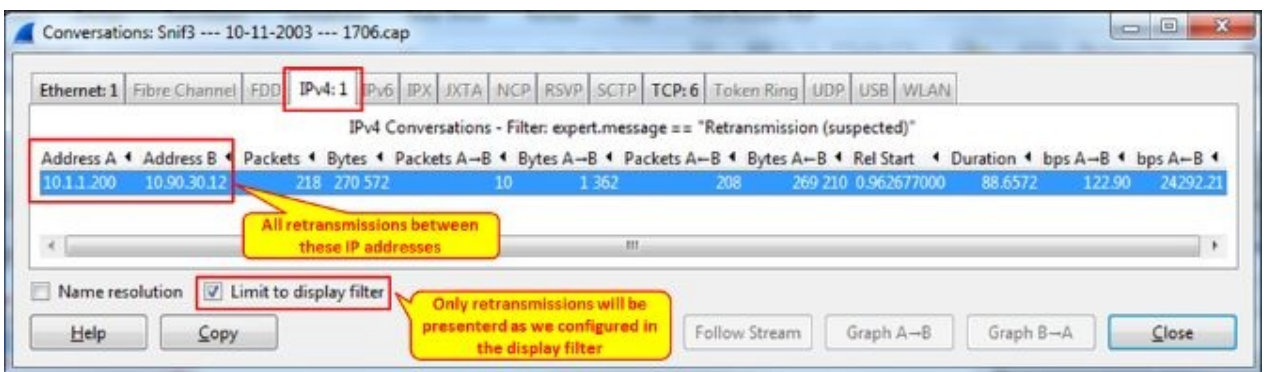 Conversations: Snif3 --- 10-11-2003 --- 1706.cap
Ethernet: 1 Fibre Channel FDD IPv4: 1 IPv6 IPX JXTA NCP RSVP SCTP TCP: 6 Token Ring UDP USB WLAN
IPv4 Conversations - Filter: expert.message == "Retransmission (suspected)"
Address A Address B Packets Bytes Packets A→B Bytes A→B Packets A←B Bytes A←B Rel Start Duration bps A→B bps A←B
10.1.1.200 10.90.30.12 218 270 572 10 1 362 208 269 210 0.962677000 88.6572 122.90 24292.21
All retransmissions between
these IP addresses
Name resolution Limit to display filter
Only retransmissions will be
presenterd as we configured in
the display filter
Help Copy Follow Stream Graph A→B Graph B→A Close